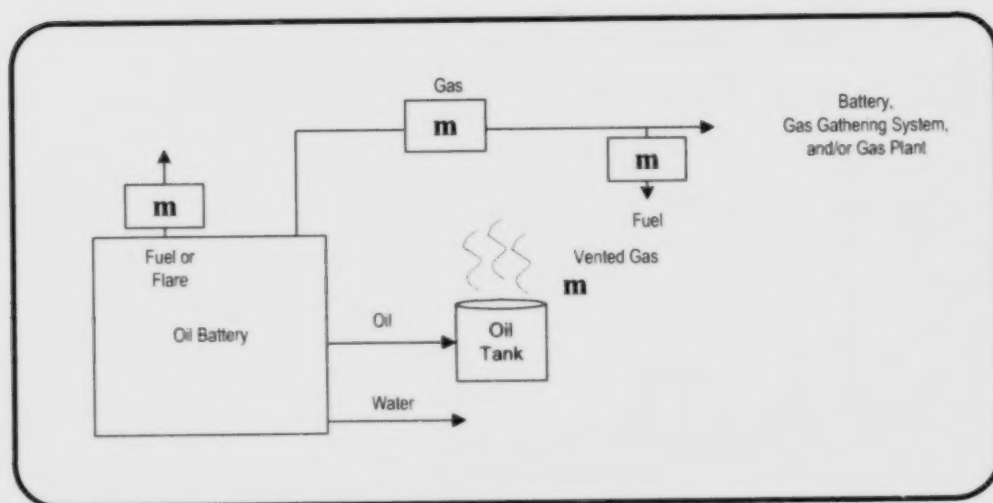 Gas
m
Battery,
Gas Gathering System,
and/or Gas Plant
m
m
Fuel
Fuel or
Flare
Vented Gas
m
Oil Battery
Oil
Oil
Tank
Water